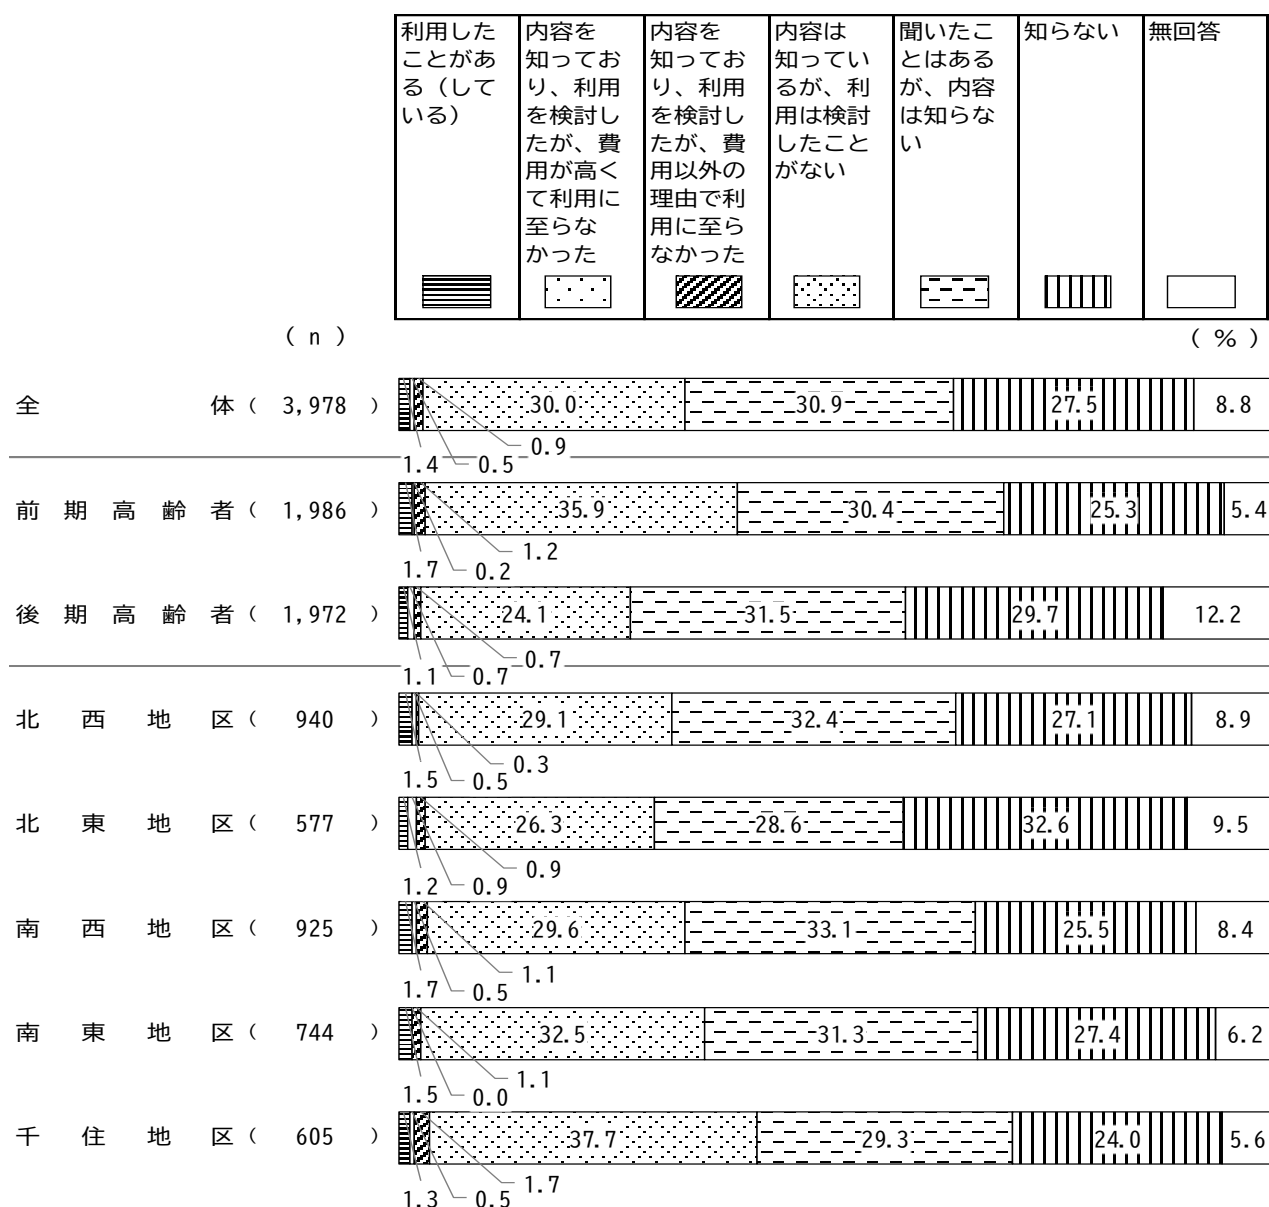 利用した
ことがあ
る（して
いる）
内容を
知ってお
り、利用
を検討し
たが、費
用が高く
て利用に
至らな
かった
内容を
知ってお
り、利用
を検討し
たが、費
用以外の
理由で利
用に至ら
なかった
内容は
知ってい
るが、利
用は検討
したこと
がない
聞いたこ
とはある
が、内容
は知らな
い
知らない
無回答
（ n ）
（ % ）
全体（ 3,978 ） 30.0 30.9 27.5 8.8
1.4 0.5 0.9
前期高齢者（ 1,986 ） 35.9 30.4 25.3 5.4
1.7 0.2 1.2
後期高齢者（ 1,972 ） 24.1 31.5 29.7 12.2
1.1 0.7 0.7
北西地区（ 940 ） 29.1 32.4 27.1 8.9
1.5 0.5 0.3
北東地区（ 577 ） 26.3 28.6 32.6 9.5
1.2 0.9 0.9
南西地区（ 925 ） 29.6 33.1 25.5 8.4
1.7 0.5 1.1
南東地区（ 744 ） 32.5 31.3 27.4 6.2
1.5 0.0 1.1
千住地区（ 605 ） 37.7 29.3 24.0 5.6
1.3 0.5 1.7